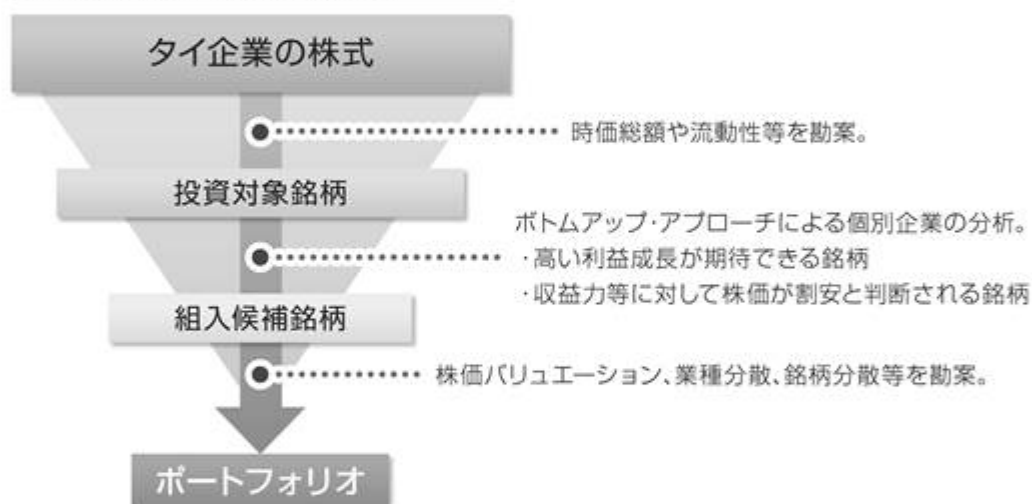 タイ企業の株式
時価総額や流動性等を勘案。
投資対象銘柄
ボトムアップ・アプローチによる個別企業の分析。
・高い利益成長が期待できる銘柄
・収益力等に対して株価が割安と判断される銘柄
組入候補銘柄
株価バリュエーション、業種分散、銘柄分散等を勘案。
ポートフォリオ